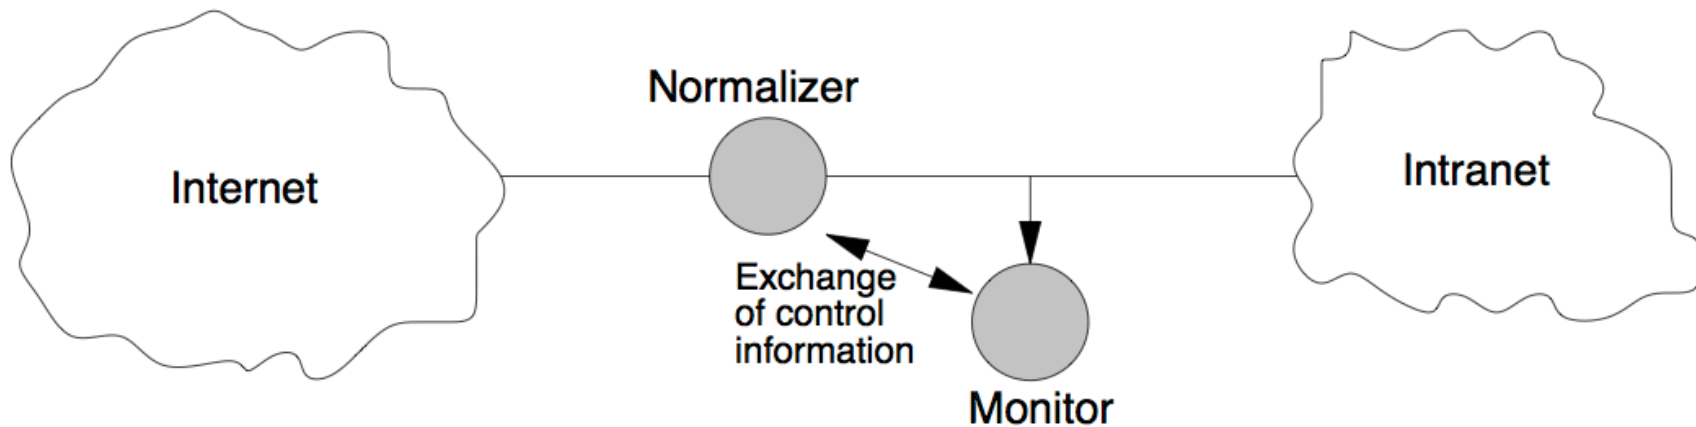 Normalizer
Internet
Intranet
Exchange
of control
information
Monitor